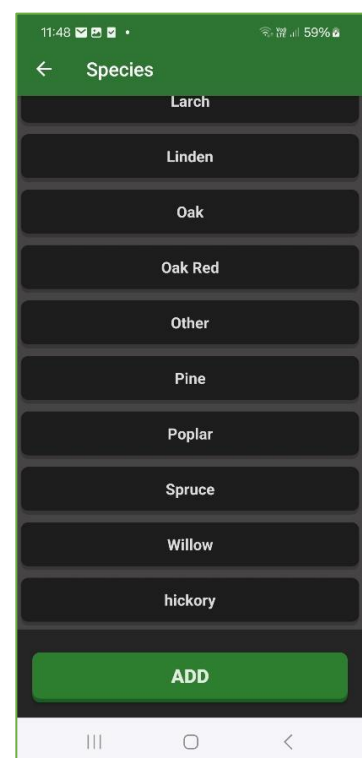 11:48 59%
Species
Larch
Linden
Oak
Oak Red
Other
Pine
Poplar
Spruce
Willow
hickory
ADD